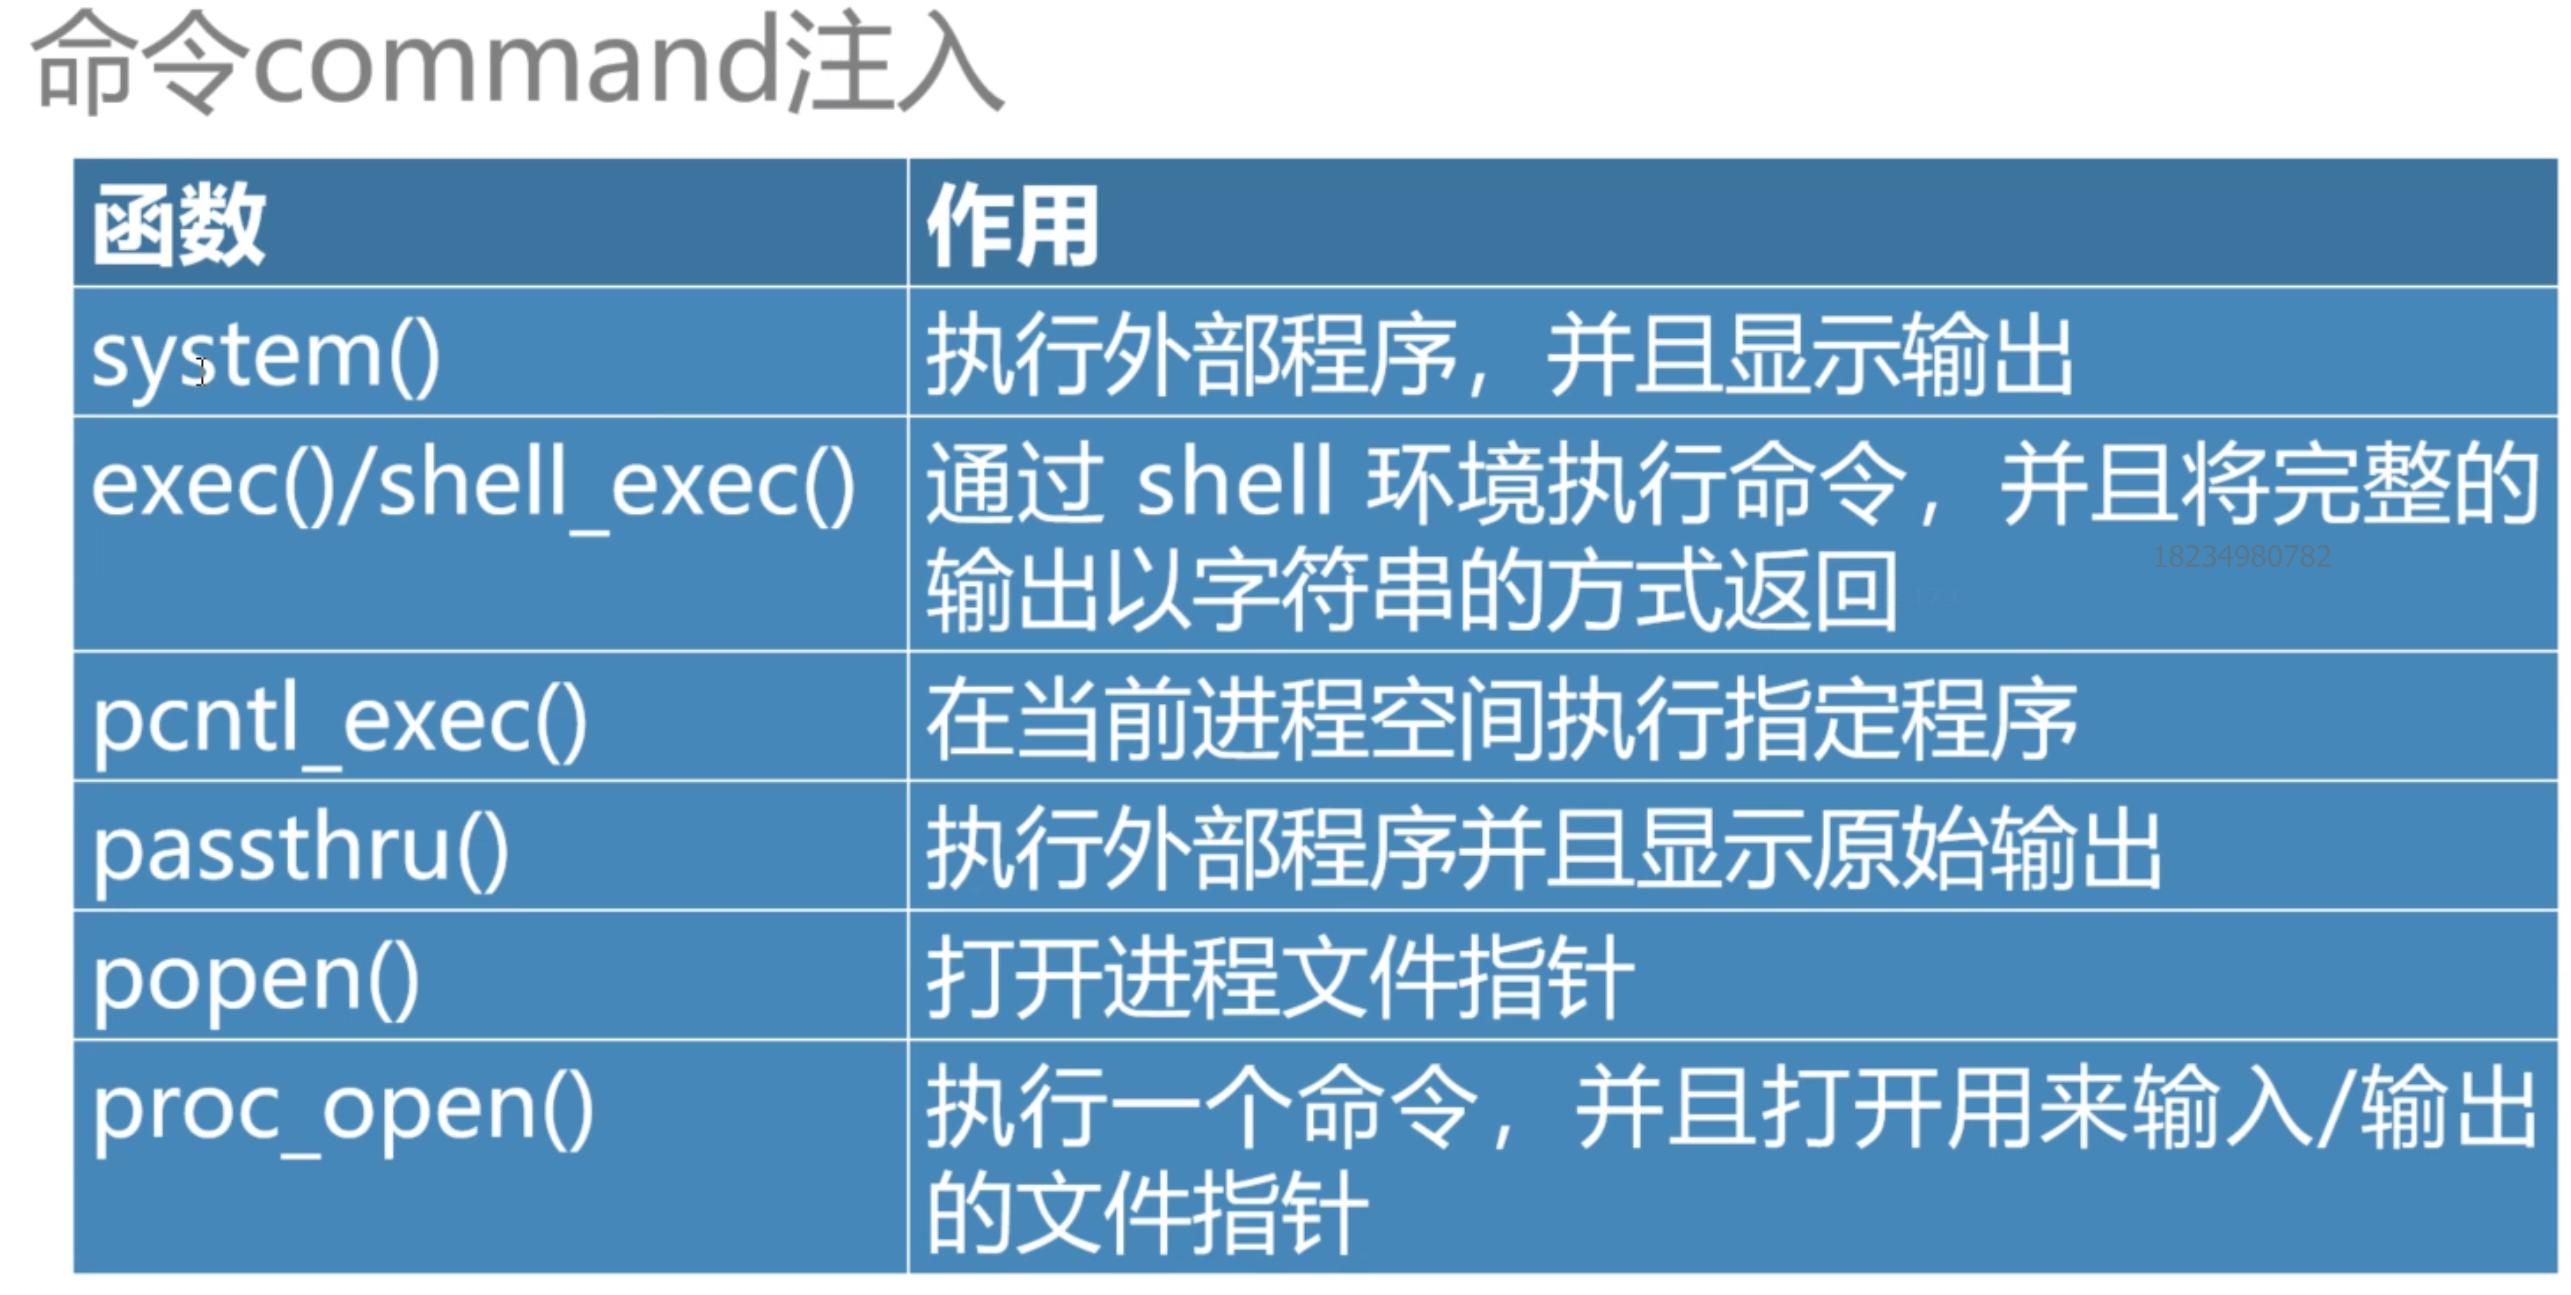 命令command注入
函数 作用
system() 执行外部程序，并且显示输出
exec()/shell_exec() 通过 shell 环境执行命令，并且将完整的
输出以字符串的方式返回
18234980782
pcntl_exec() 在当前进程空间执行指定程序
passthru() 执行外部程序并且显示原始输出
popen() 打开进程文件指针
proc_open() 执行一个命令，并且打开用来输入/输出
的文件指针